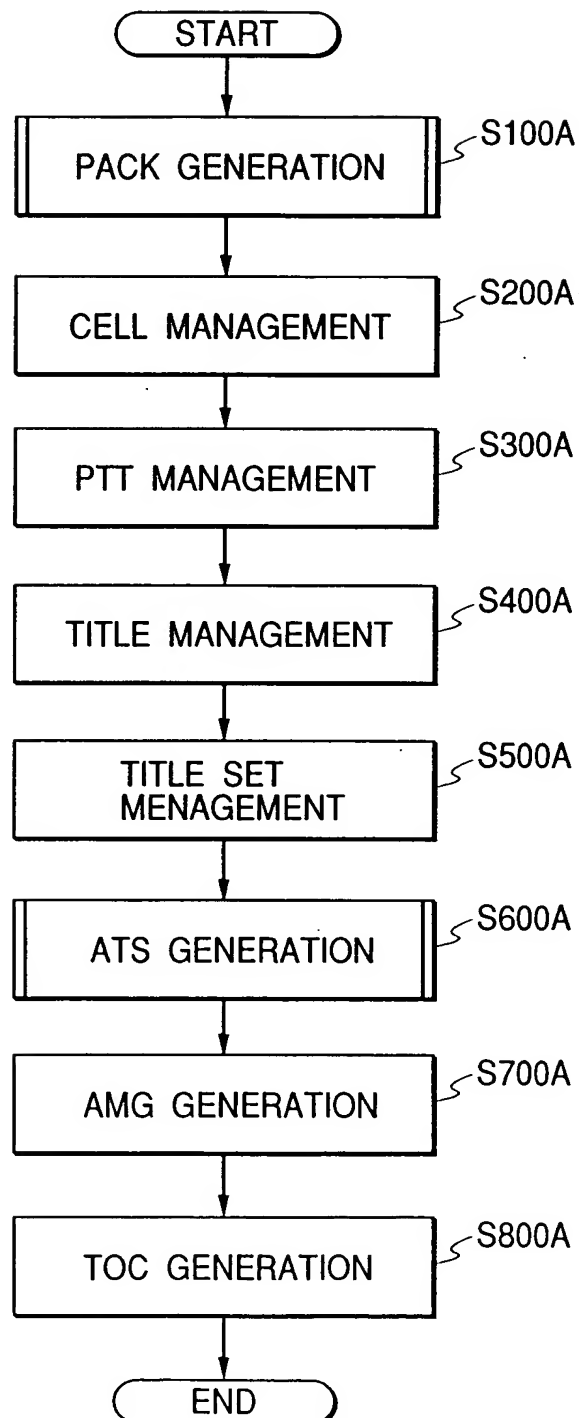 START
PACK GENERATION
S100A
CELL MANAGEMENT
S200A
PTT MANAGEMENT
S300A
TITLE MANAGEMENT
S400A
TITLE SET
MENAGEMENT
S500A
ATS GENERATION
S600A
AMG GENERATION
S700A
TOC GENERATION
S800A
END